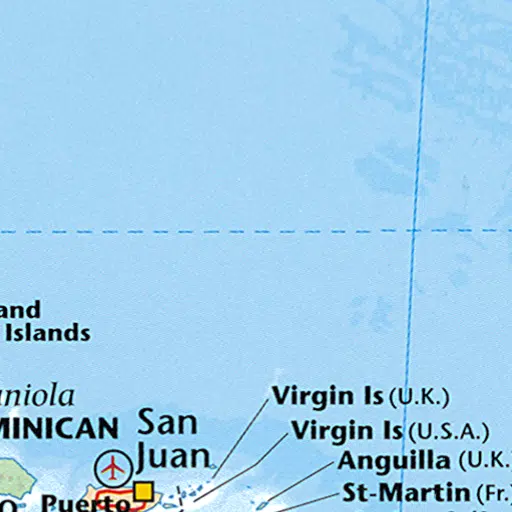 and
Islands
niola
MINICAN
San
Juan
Puerto
Virgin Is (U.K.)
Virgin Is (U.S.A.)
Anguilla (U.K.
St-Martin (Fr.)